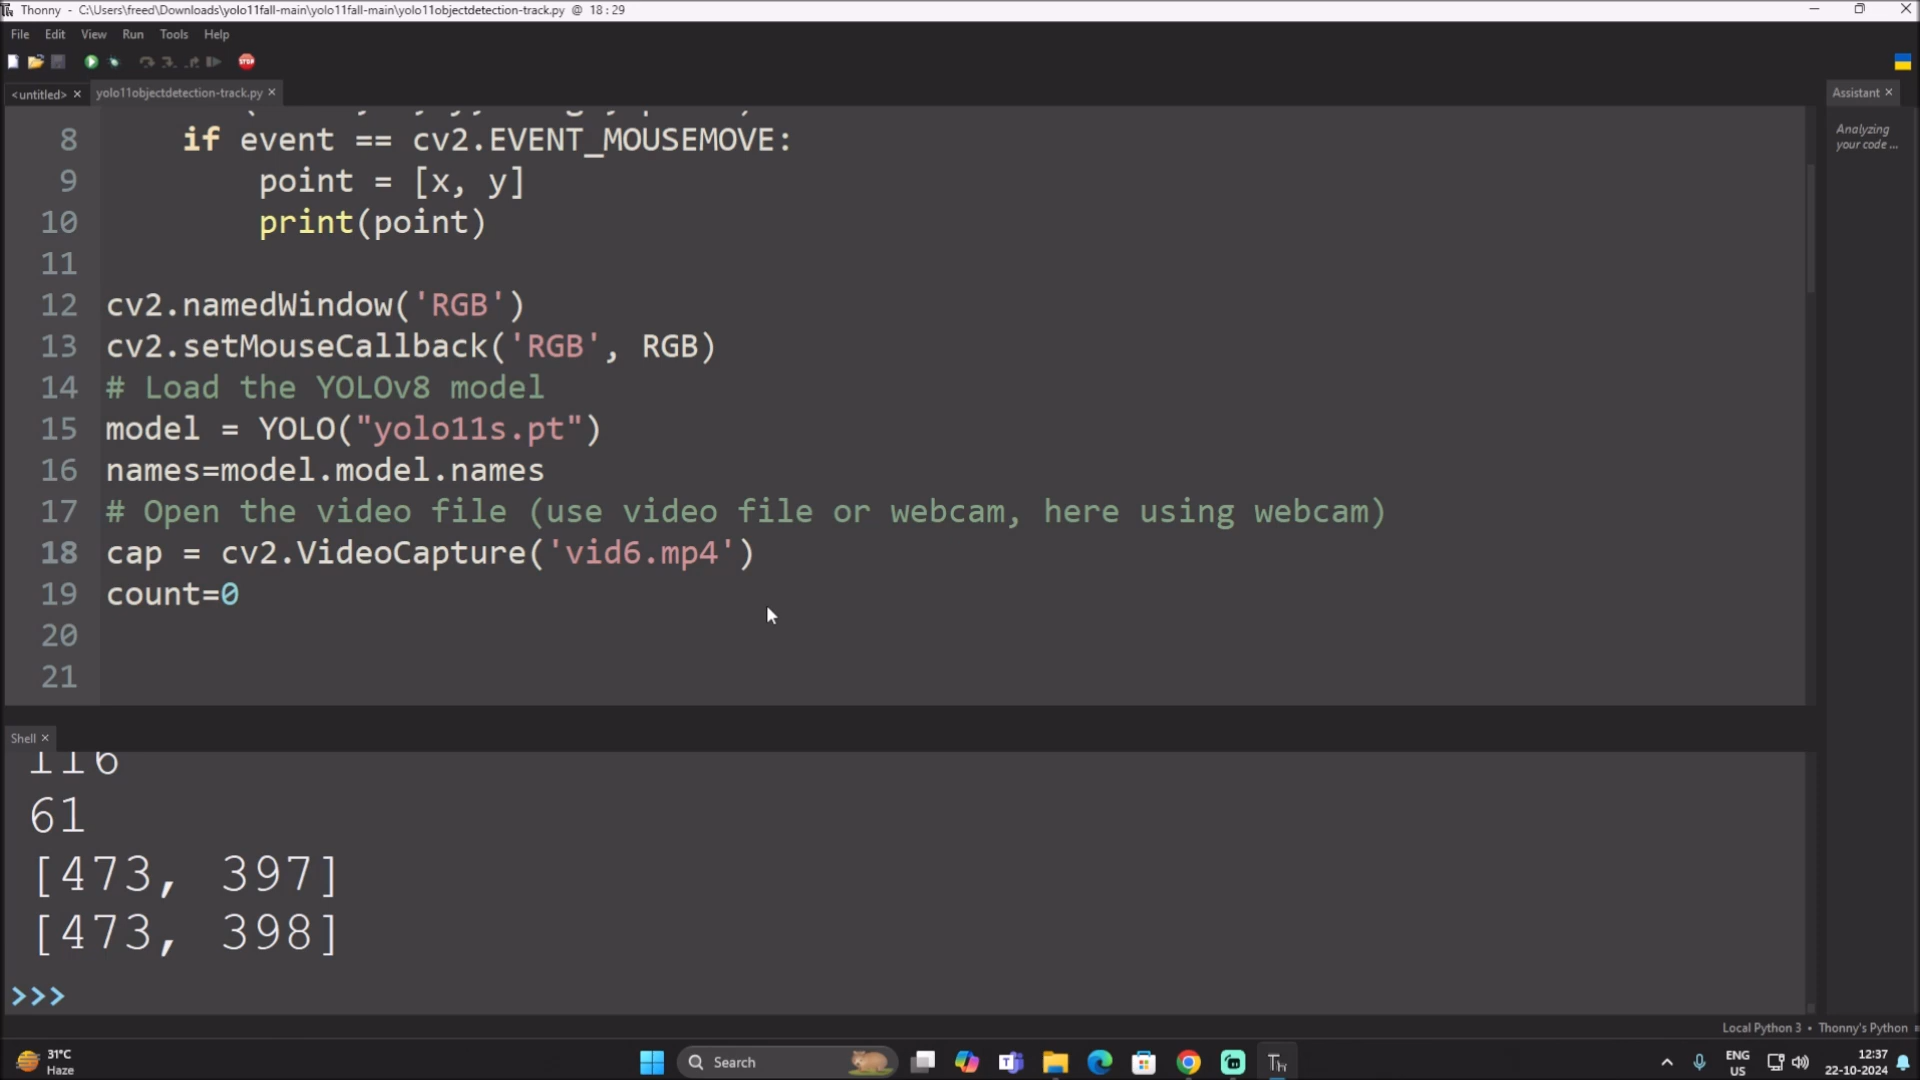 Thonny - C:\Users\freed\Downloads\yolo11fall-main\yolo11fall-main\yolo11objectdetection-track.py @ 18:29
File Edit View Run Tools Help
STOP
<untitled> × yolo11objectdetection-track.py ×
8 if event == cv2.EVENT_MOUSEMOVE:
9 point = [x, y]
10 print(point)
11
12 cv2.namedWindow('RGB')
13 cv2.setMouseCallback('RGB', RGB)
14 # Load the YOLOv8 model
15 model = YOLO("yolo11s.pt")
16 names=model.model.names
17 # Open the video file (use video file or webcam, here using webcam)
18 cap = cv2.VideoCapture('vid6.mp4')
19 count=0
20
21
Assistant ×
Analyzing
your code ...
Shell ×
116
61
[473, 397]
[473, 398]
>>>
Local Python 3 • Thonny's Python
31°C
Haze
Search
ENG
US
12:37
22-10-2024